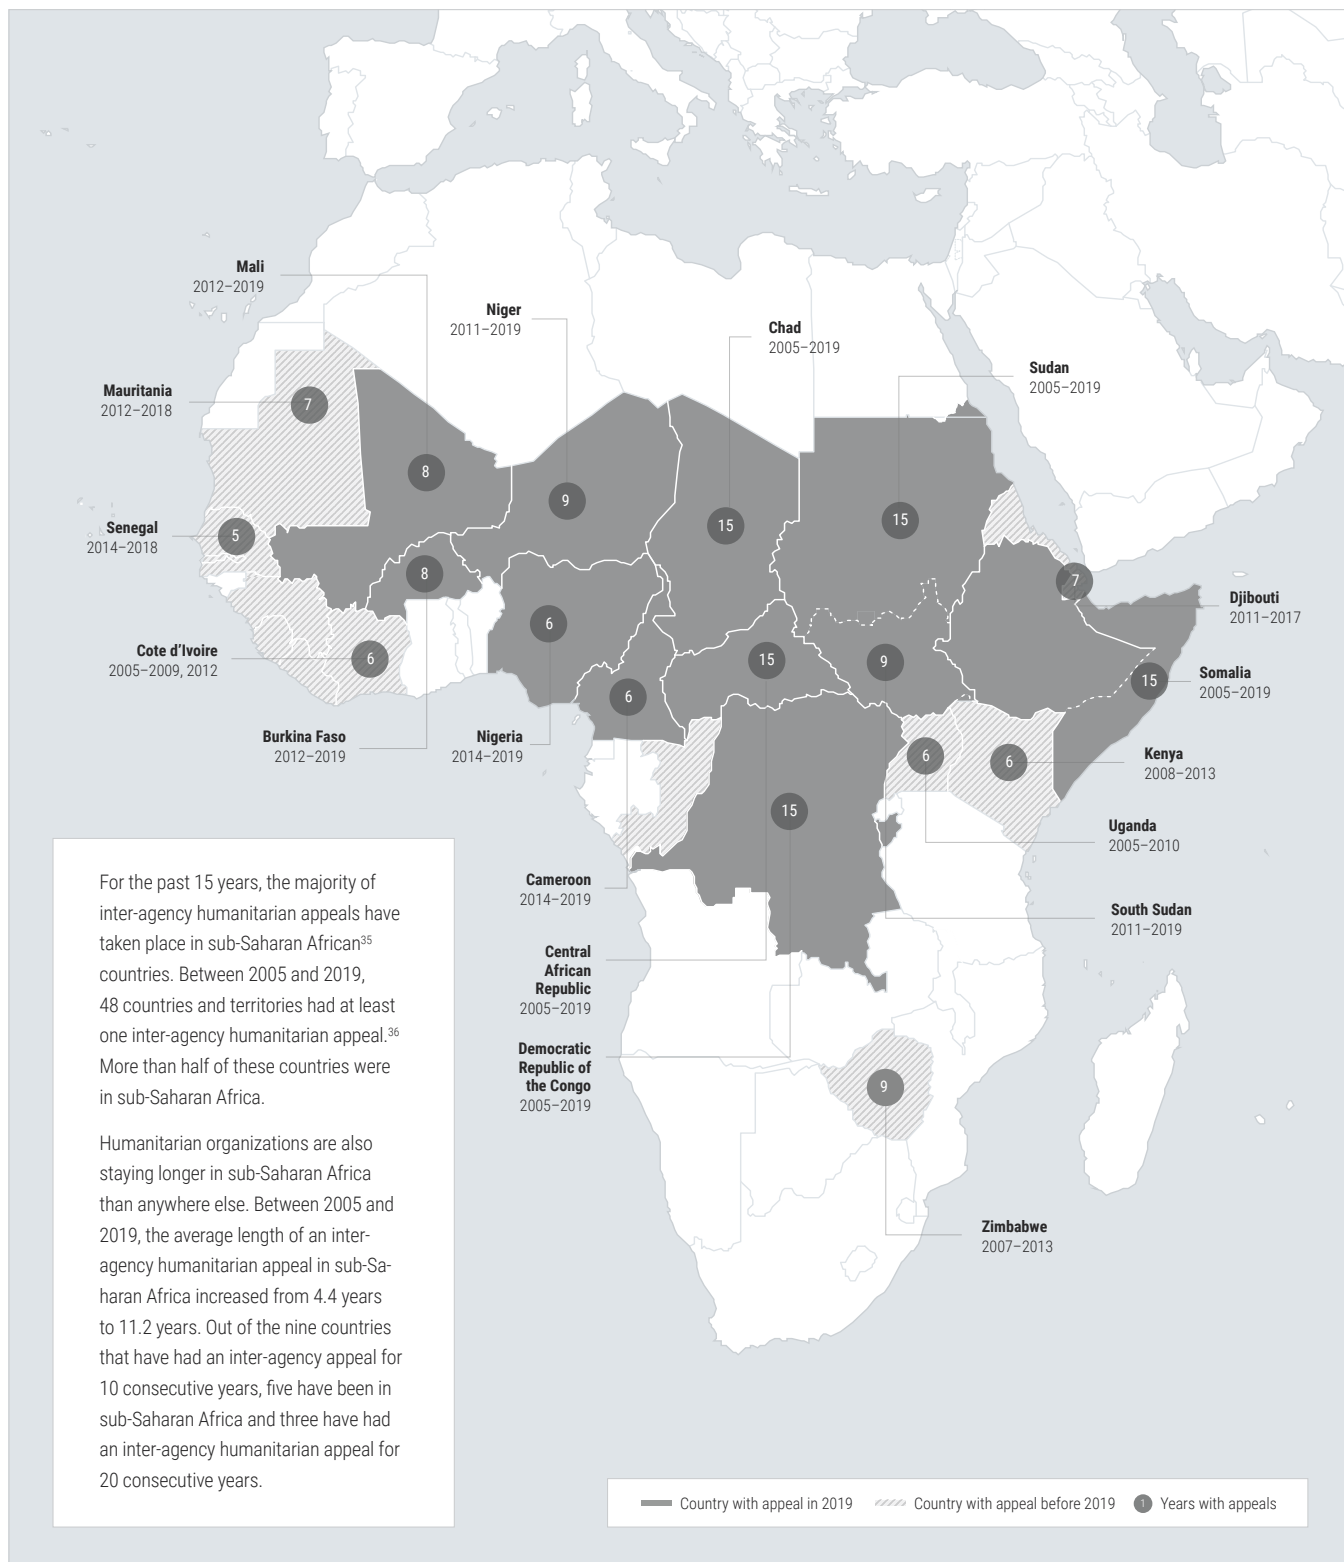 Mali
2012–2019
Niger
2011–2019
Chad
2005–2019
Sudan
2005–2019
Mauritania
2012–2018
7
8
9
15
15
Senegal
2014–2018
5
8
7
Djibouti
2011–2017
6
Cote d’Ivoire
2005–2009, 2012
6
15
9
15
Somalia
2005–2019
6
Burkina Faso
2012–2019
Nigeria
2014–2019
6
6
Kenya
2008–2013
15
Uganda
2005–2010
Cameroon
2014–2019
South Sudan
2011–2019
Central
African
Republic
2005–2019
Democratic
Republic of
the Congo
2005–2019
9
Zimbabwe
2007–2013
For the past 15 years, the majority of
inter-agency humanitarian appeals have
taken place in sub-Saharan African35
countries. Between 2005 and 2019,
48 countries and territories had at least
one inter-agency humanitarian appeal.36
More than half of these countries were
in sub-Saharan Africa.
Humanitarian organizations are also
staying longer in sub-Saharan Africa
than anywhere else. Between 2005 and
2019, the average length of an inter-
agency humanitarian appeal in sub-Sa-
haran Africa increased from 4.4 years
to 11.2 years. Out of the nine countries
that have had an inter-agency appeal for
10 consecutive years, five have been in
sub-Saharan Africa and three have had
an inter-agency humanitarian appeal for
20 consecutive years.
Country with appeal in 2019
Country with appeal before 2019
1 Years with appeals